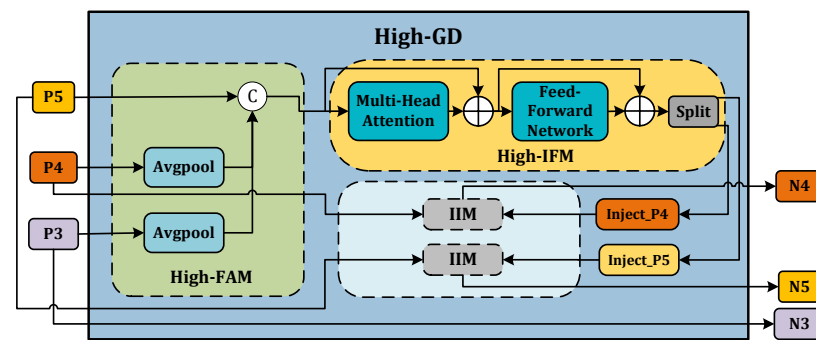 High-GD
P5
C
Multi-Head
Attention
Feed-
Forward
Network
Split
High-IFM
P4
Avgpool
P3
Avgpool
High-FAM
IIM
Inject_P4
N4
IIM
Inject_P5
N5
N3